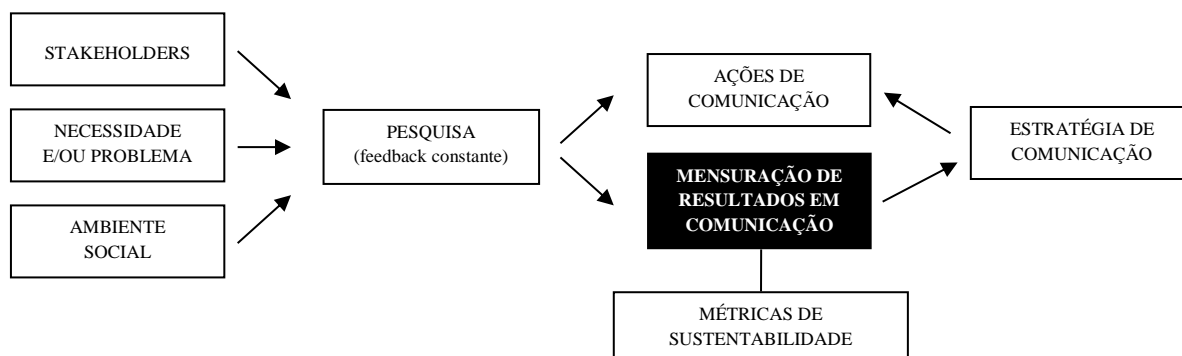 STAKEHOLDERS
NECESSIDADE
E/OU PROBLEMA
AMBIENTE
SOCIAL
PESQUISA
(feedback constante)
AÇÕES DE
COMUNICAÇÃO
MENSURAÇÃO DE
RESULTADOS EM
COMUNICAÇÃO
MÉTRICAS DE
SUSTENTABILIDADE
ESTRATÉGIA DE
COMUNICAÇÃO